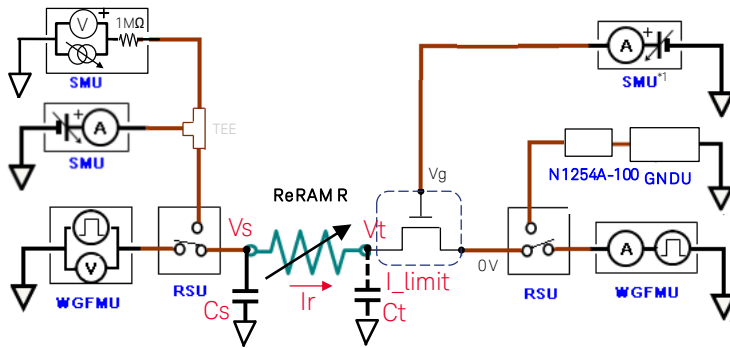 V
+
1MΩ
SMU
+
A
SMU
TEE
A
+
SMU*1
Vg
N1254A-100
GNDU
ReRAM R
Vs
Vt
0V
I_limit
Ir
Cs
Ct
V
WGFMU
RSU
RSU
A
WGFMU